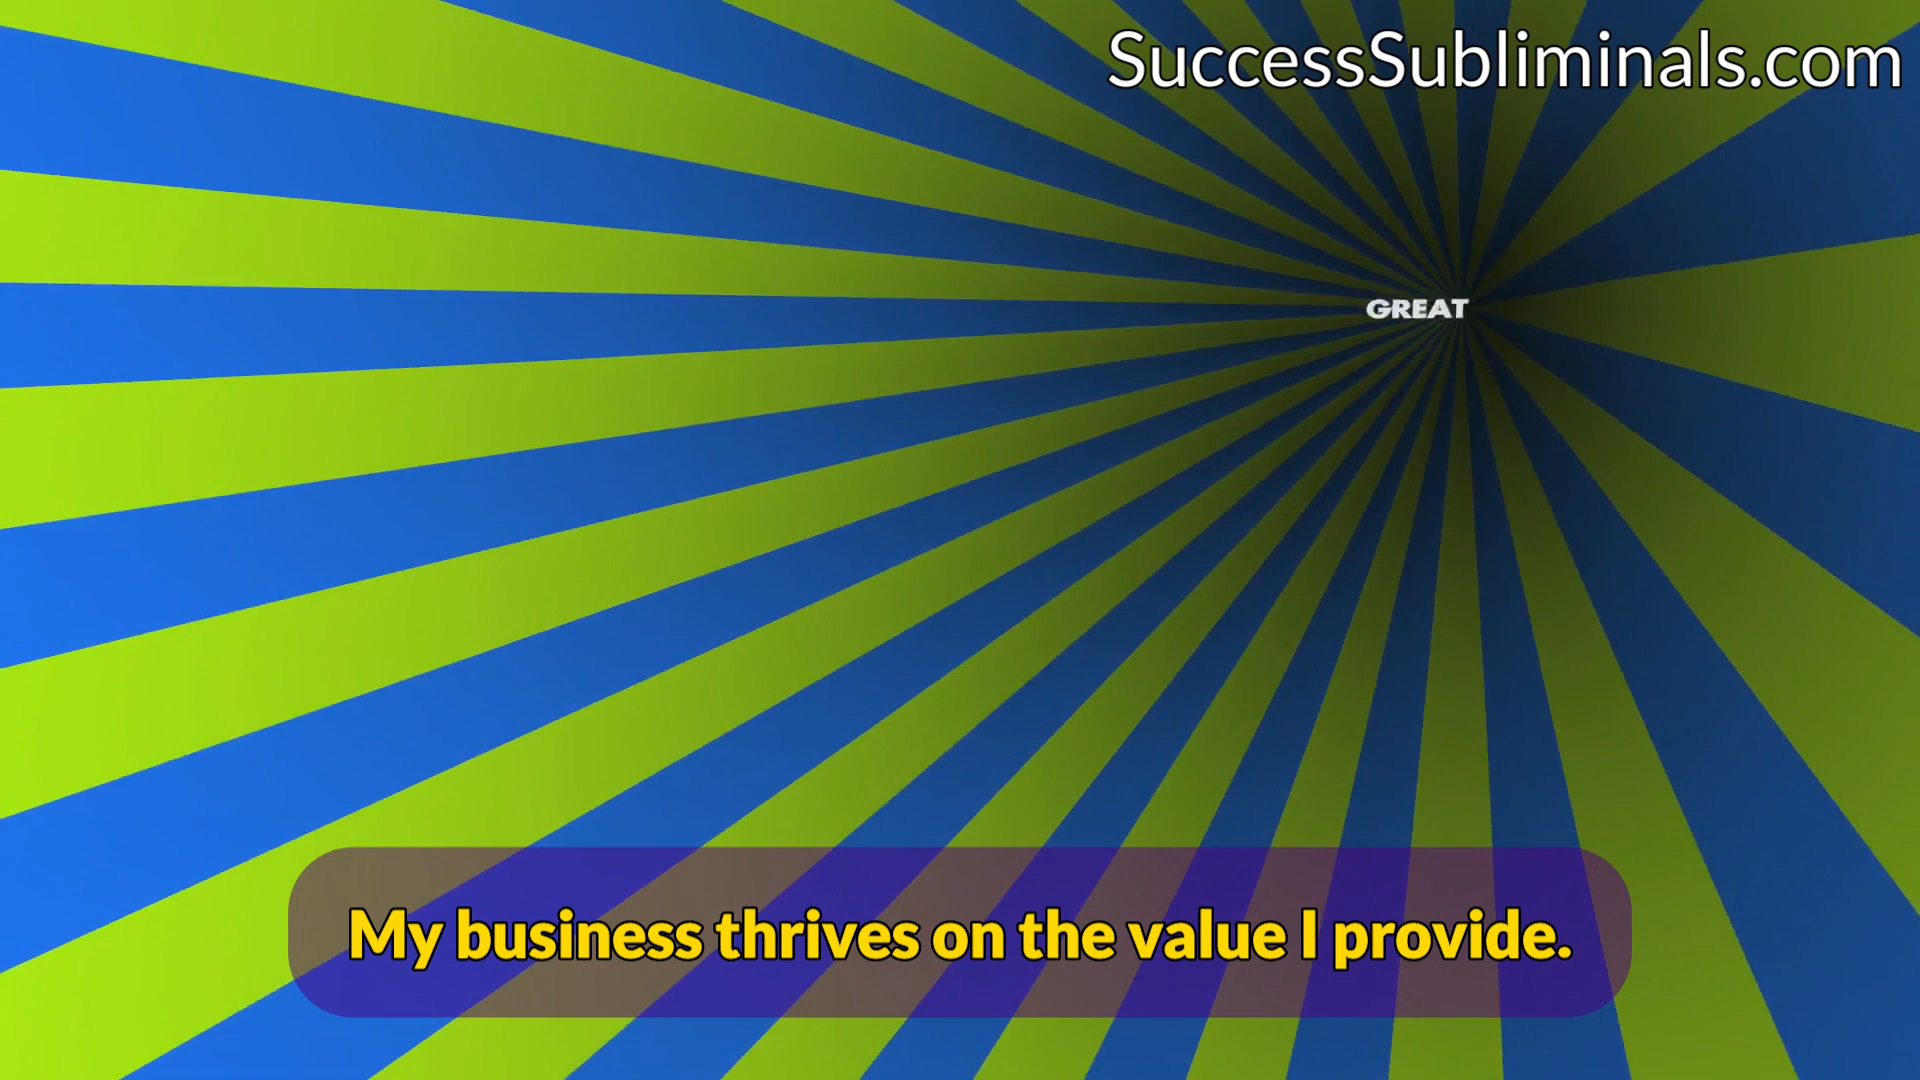 SuccessSubliminals.com
GREAT
My business thrives on the value I provide.